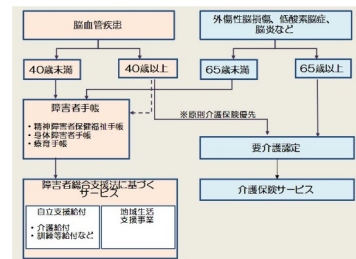 脳血管疾患
外傷性脳損傷、低酸素脳症、
脳炎など
40歳未満
40歳以上
65歳未満
65歳以上
障害者手帳
・精神障害者保健福祉手帳
・身体障害者手帳
・療育手帳
※原則介護保険優先
要介護認定
障害者総合支援法に基づく
サービス
自立支援給付
・介護給付
・訓練等給付など
地域生活
支援事業
介護保険サービス